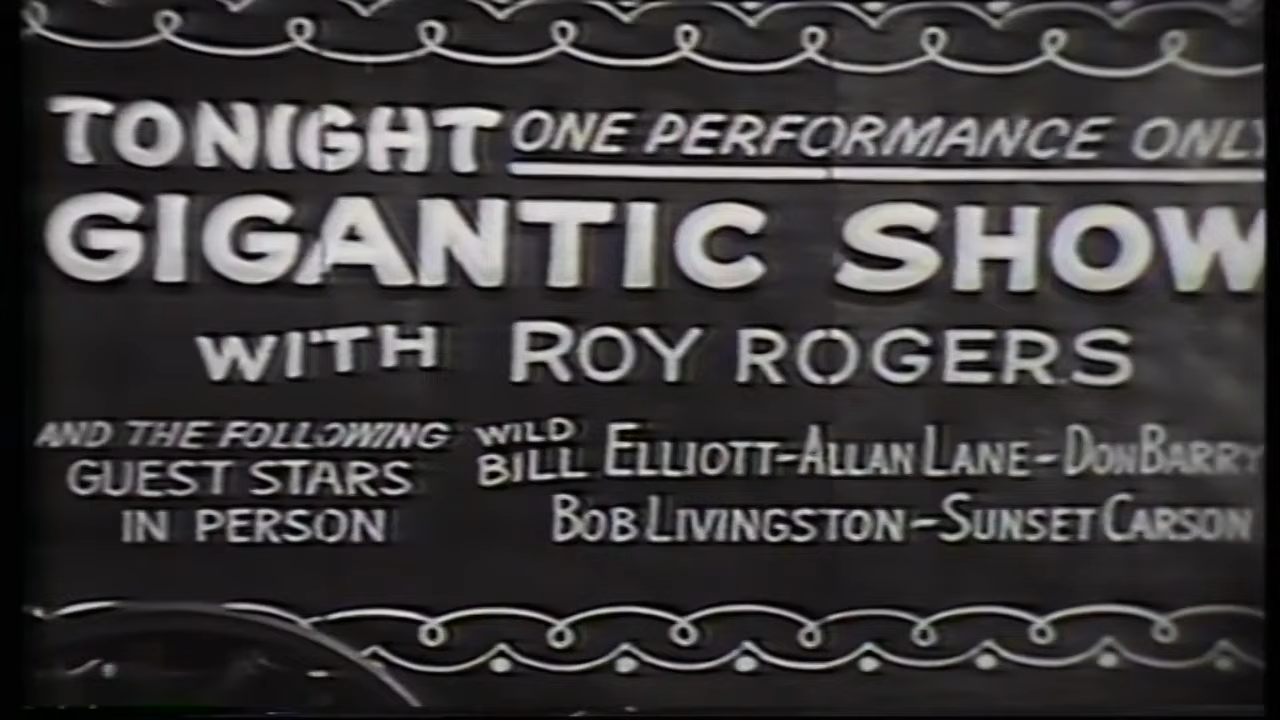 TONIGHT ONE PERFORMANCE ONLY
GIGANTIC SHOW
WITH ROY ROGERS
AND THE FOLLOWING
GUEST STARS
IN PERSON
WILD BILL ELLIOTT-ALLAN LANE-DON BARRY
BOB LIVINGSTON-SUNSET CARSON